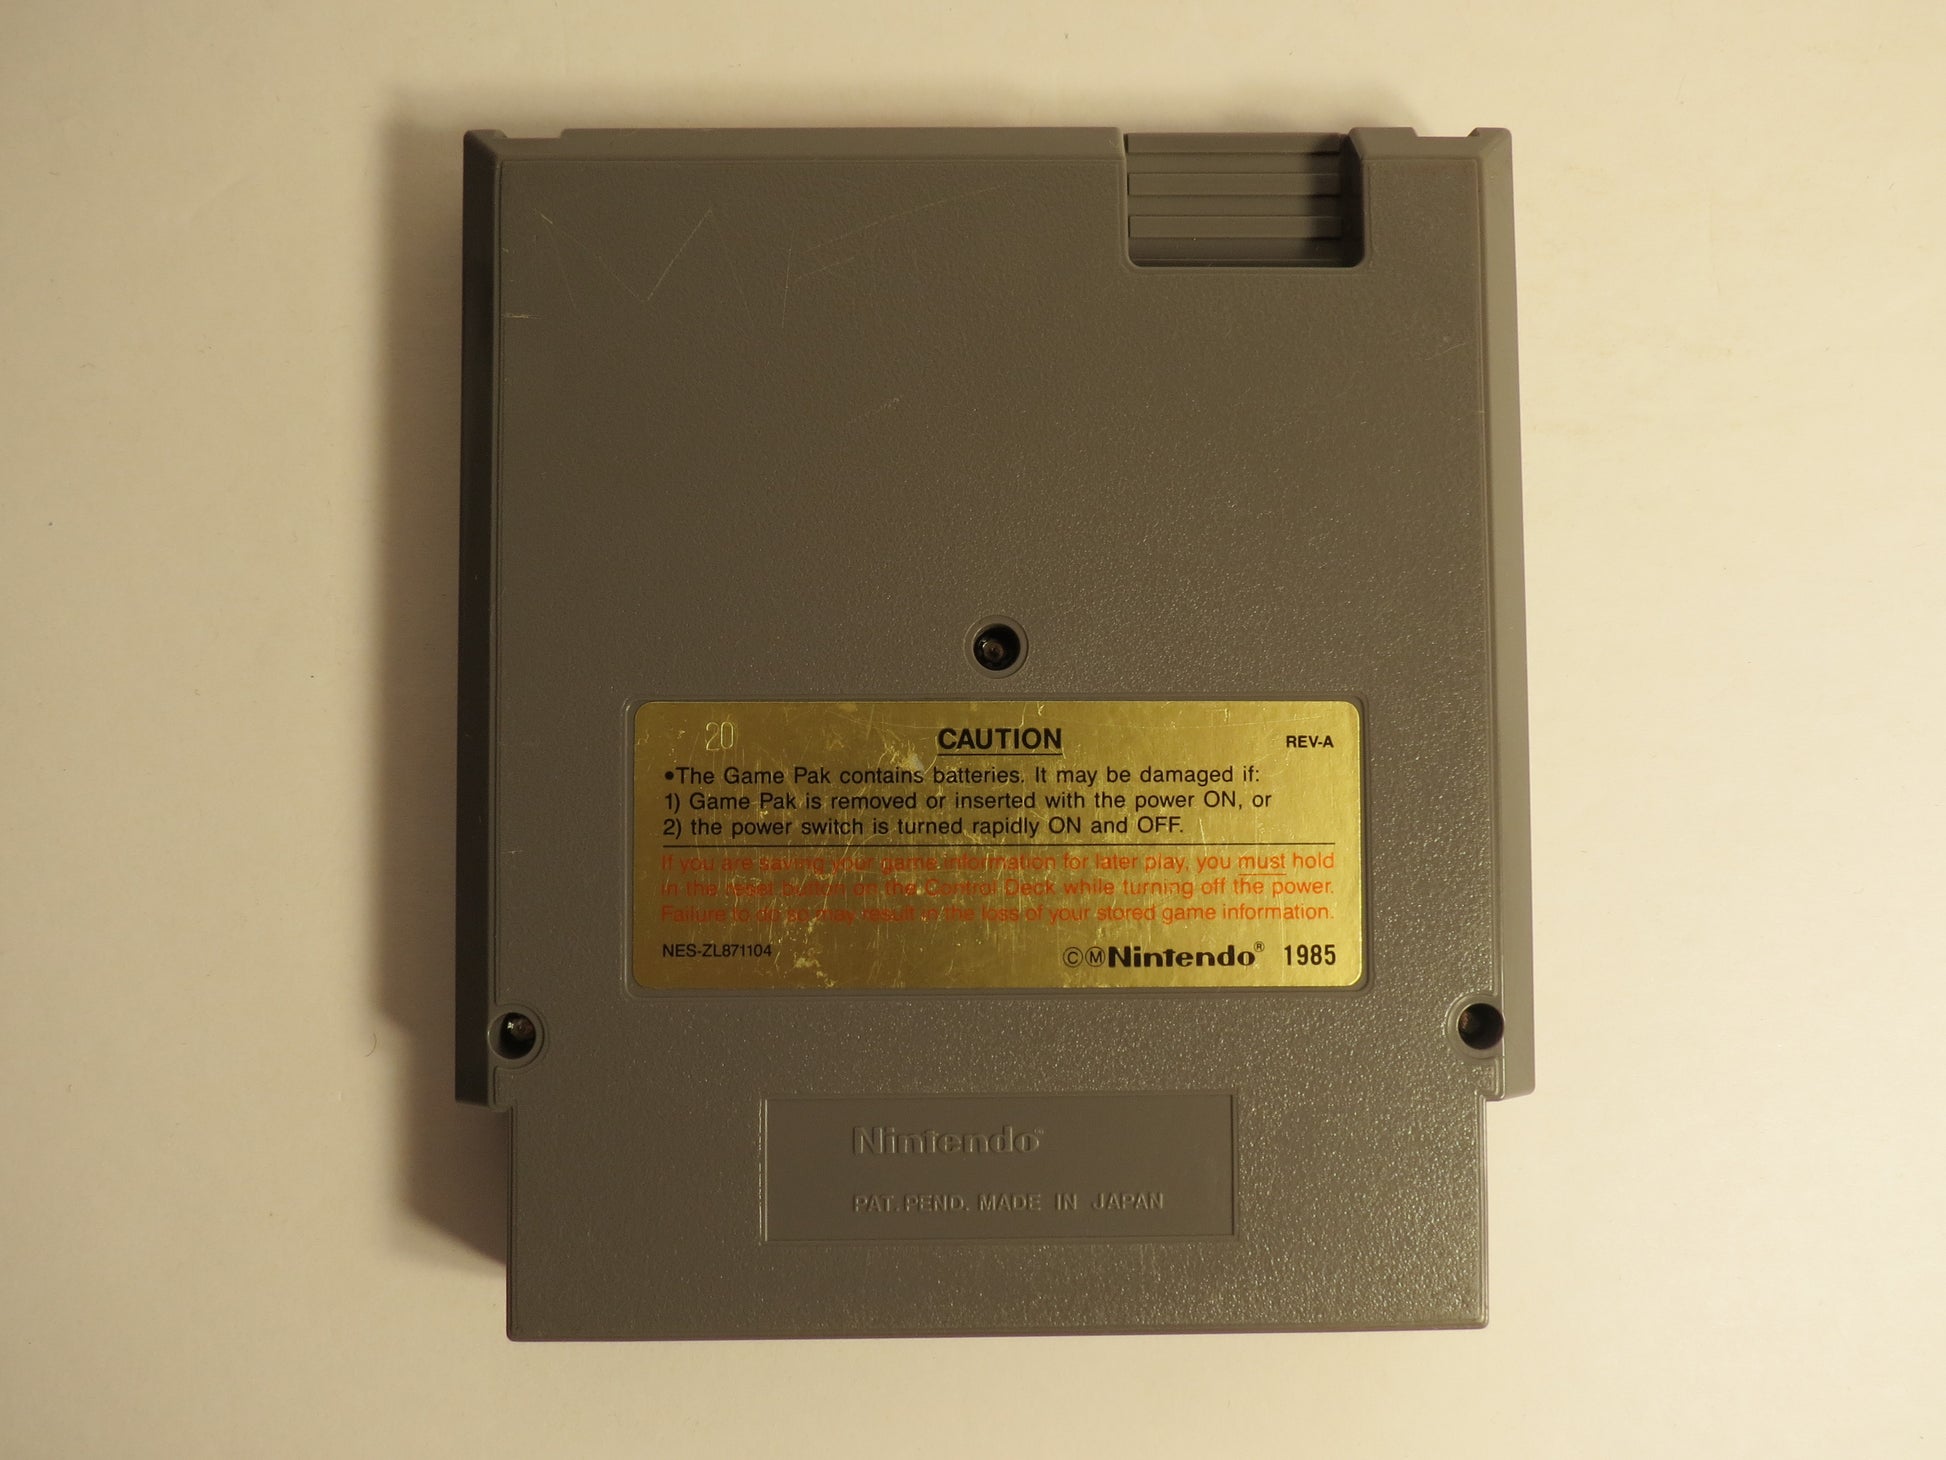 20 CAUTION REV-A
•The Game Pak contains batteries. It may be damaged if:
1) Game Pak is removed or inserted with the power ON, or
2) the power switch is turned rapidly ON and OFF.
If you are saving your game information for later play, you must hold
in the reset button on the Control Deck while turning off the power.
Failure to do so may result in the loss of your stored game information.
NES-ZL871104 ©ⓂNintendo® 1985
Nintendo®
PAT. PEND. MADE IN JAPAN